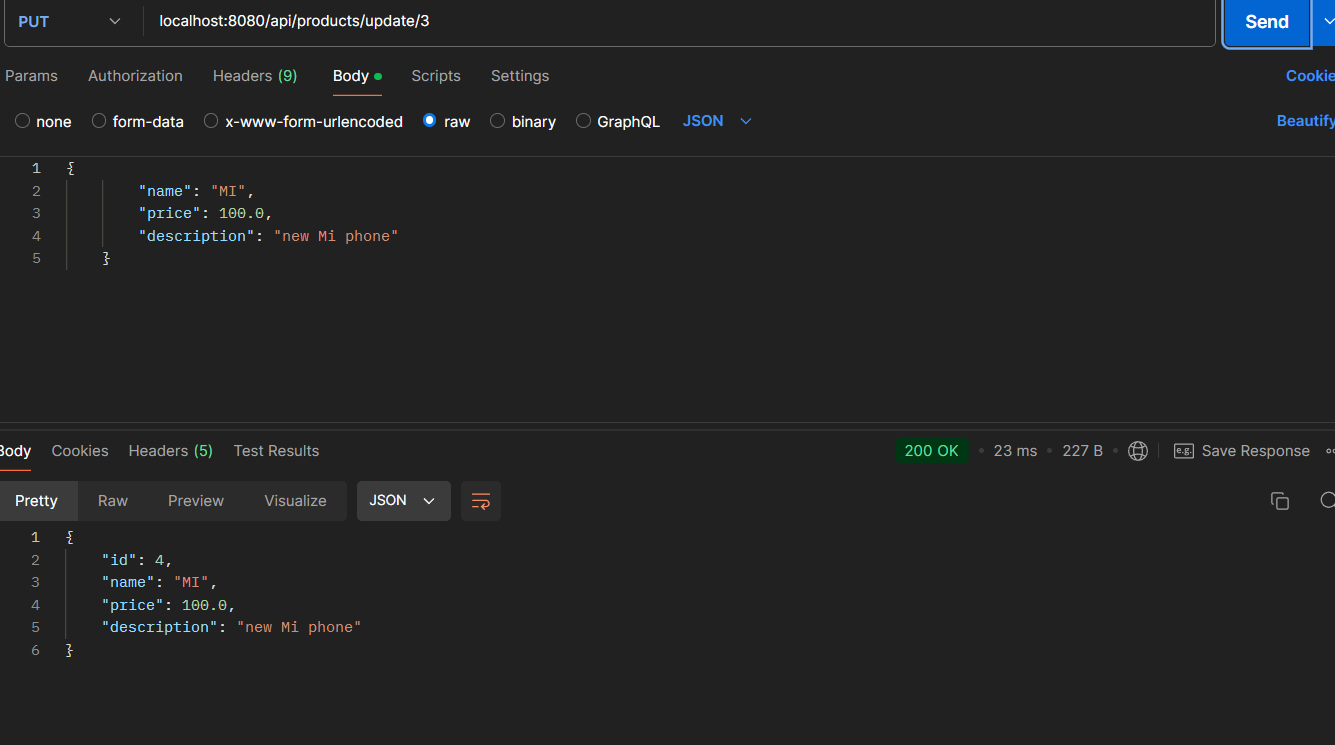 PUT localhost:8080/api/products/update/3 Send
Params Authorization Headers (9) Body Scripts Settings Cookie
none form-data x-www-form-urlencoded raw binary GraphQL JSON Beautify
1 {
2 "name": "MI",
3 "price": 100.0,
4 "description": "new Mi phone"
5 }
Body Cookies Headers (5) Test Results 200 OK • 23 ms • 227 B • e.g. Save Response
Pretty Raw Preview Visualize JSON
1 {
2 "id": 4,
3 "name": "MI",
4 "price": 100.0,
5 "description": "new Mi phone"
6 }